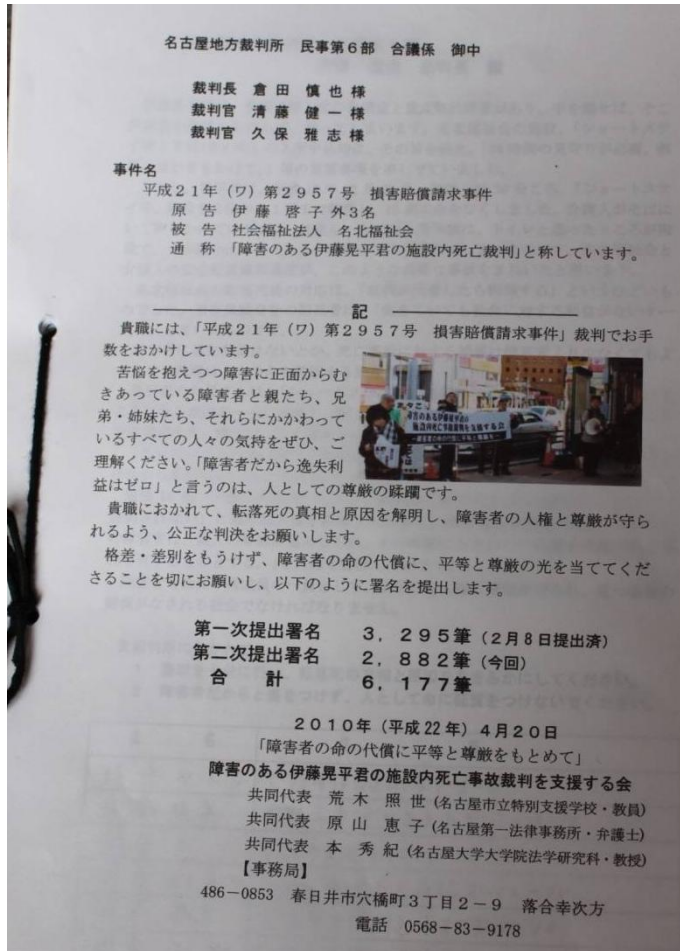 名古屋地方裁判所　民事第6部　合議係　御中
裁判長　倉田　慎也様
裁判官　清藤　健一様
裁判官　久保　雅志様
事件名
平成２１年（ワ）第２９５７号　損害賠償請求事件
原　告　伊藤　啓子外３名
被　告　社会福祉法人　名北福祉会
通　称　「障害のある伊藤晃平君の施設内死亡裁判」と称しています。
記
貴職には、「平成２１年（ワ）第２９５７号　損害賠償請求事件」裁判でお手
数をおかけしています。
苦悩を抱えつつ障害に正面からむ
きあっている障害者と親たち、兄
弟・姉妹たち、それらにかかわって
いるすべての人々の気持をぜひ、ご
理解ください。「障害者だから逸失利
益はゼロ」と言うのは、人としての尊厳の蹂躙です。
貴職におかれて、転落死の真相と原因を解明し、障害者の人権と尊厳が守ら
れるよう、公正な判決をお願いします。
格差・差別をもうけず、障害者の命の代償に、平等と尊厳の光を当ててくだ
さることを切にお願いし、以下のように署名を提出します。
第一次提出署名　３，２９５筆（２月８日提出済）
第二次提出署名　２，８８２筆（今回）
合　計　６，１７７筆
２０１０年（平成22年）４月２０日
「障害者の命の代償に平等と尊厳をもとめて」
障害のある伊藤晃平君の施設内死亡事故裁判を支援する会
共同代表　荒木　照世（名古屋市立特別支援学校・教員）
共同代表　原山　恵子（名古屋第一法律事務所・弁護士）
共同代表　本　秀紀（名古屋大学大学院法学研究科・教授）
【事務局】
486－0853　春日井市穴橋町３丁目２－９　落合幸次方
電話　0568－83－9178